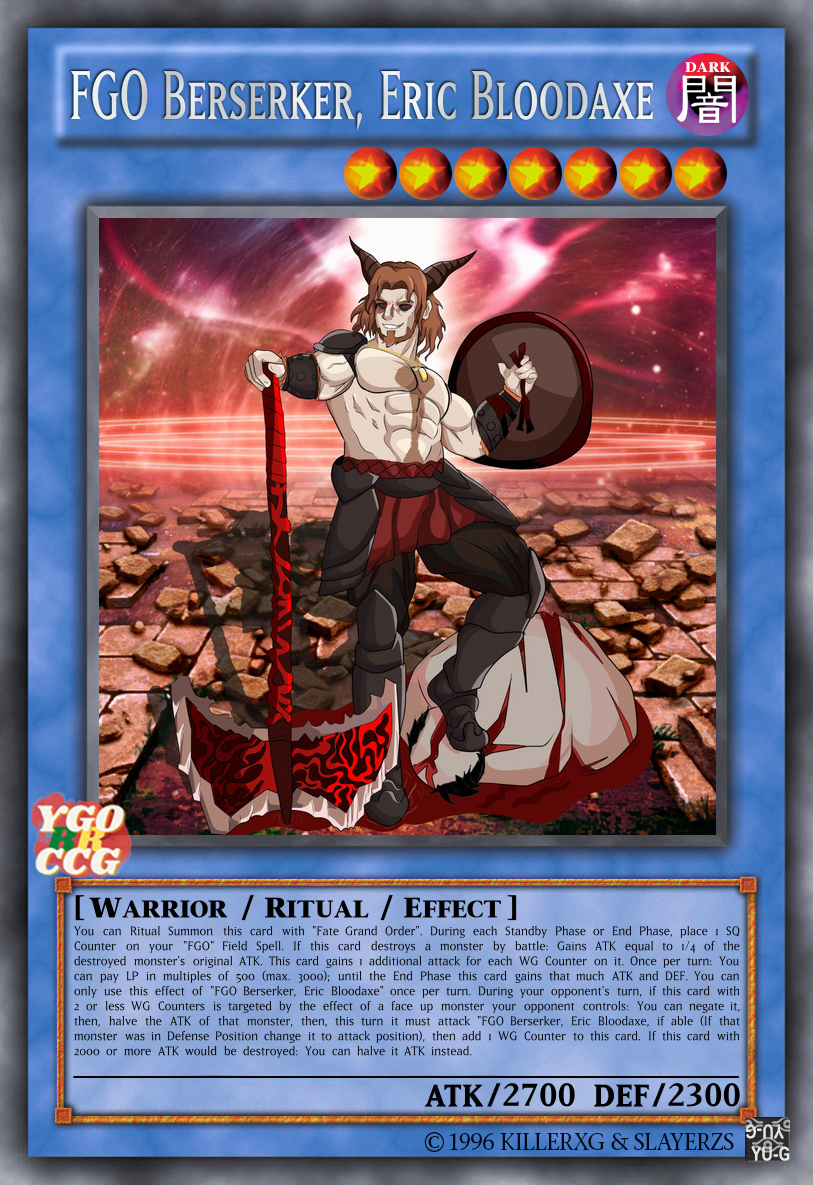 FGO Berserker, Eric Bloodaxe
DARK
闇
YGO
RR
CCG
[ Warrior / Ritual / Effect ]
You can Ritual Summon this card with "Fate Grand Order". During each Standby Phase or End Phase, place 1 SQ
Counter on your "FGO" Field Spell. If this card destroys a monster by battle: Gains ATK equal to 1/4 of the
destroyed monster's original ATK. This card gains 1 additional attack for each WG Counter on it. Once per turn: You
can pay LP in multiples of 500 (max. 3000); until the End Phase this card gains that much ATK and DEF. You can
only use this effect of "FGO Berserker, Eric Bloodaxe" once per turn. During your opponent's turn, if this card with
2 or less WG Counters is targeted by the effect of a face up monster your opponent controls: You can negate it,
then, halve the ATK of that monster, then, this turn it must attack "FGO Berserker, Eric Bloodaxe, if able (If that
monster was in Defense Position change it to attack position), then add 1 WG Counter to this card. If this card with
2000 or more ATK would be destroyed: You can halve it ATK instead.
ATK/2700 DEF/2300
© 1996 KILLERXG & SLAYERZS
YU-G